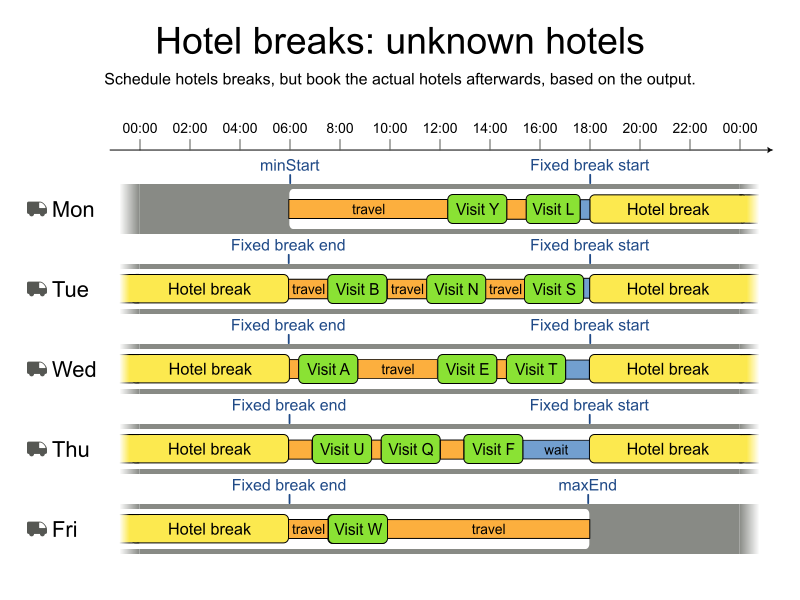 Hotel breaks: unknown hotels
Schedule hotels breaks, but book the actual hotels afterwards, based on the output.
00:00 02:00 04:00 06:00 8:00 10:00 12:00 14:00 16:00 18:00 20:00 22:00 00:00
minStart Fixed break start
Mon travel Visit Y Visit L Hotel break
Fixed break end Fixed break start
Tue Hotel break travel Visit B travel Visit N travel Visit S Hotel break
Fixed break end Fixed break start
Wed Hotel break Visit A travel Visit E Visit T Hotel break
Fixed break end Fixed break start
Thu Hotel break Visit U Visit Q Visit F wait Hotel break
Fixed break end maxEnd
Fri Hotel break travel Visit W travel